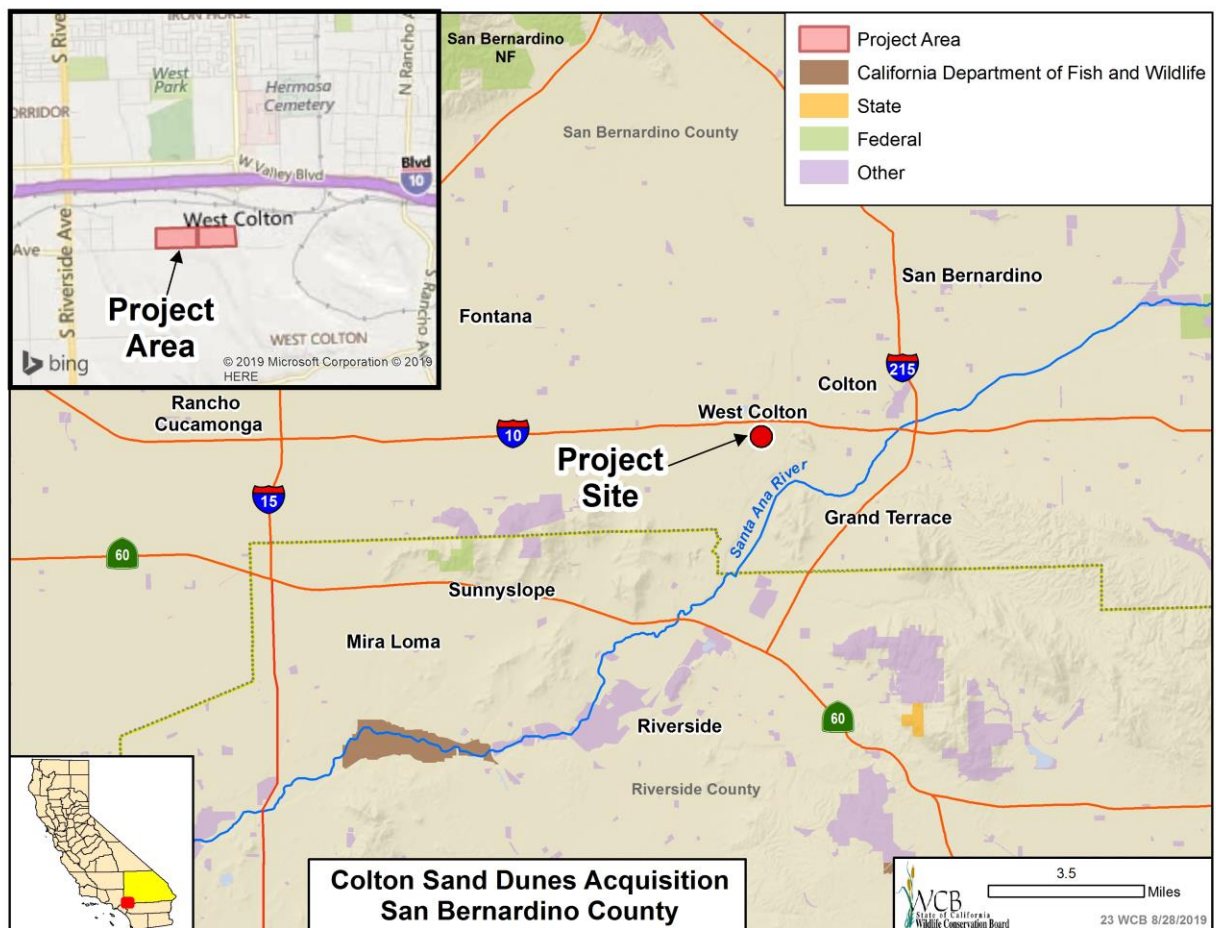 IRON HORSE
S Rive
West
Park
Hermosa
Cemetery
N Rancho A
ORRIDOR
W Valley Blvd
Blvd
10
West Colton
Ave
S Riverside Ave
Project
Area
S Rancho Av
WEST COLTON
bing
© 2019 Microsoft Corporation © 2019
HERE
San Bernardino
NF
San Bernardino County
Project Area
California Department of Fish and Wildlife
State
Federal
Other
San Bernardino
Fontana
215
Colton
Rancho
Cucamonga
West Colton
10
Project
Site
15
Santa Ana River
Grand Terrace
60
Sunnyslope
Mira Loma
Riverside
60
Riverside County
Colton Sand Dunes Acquisition
San Bernardino County
WCB
State of California
Wildlife Conservation Board
3.5
Miles
23 WCB 8/28/2019